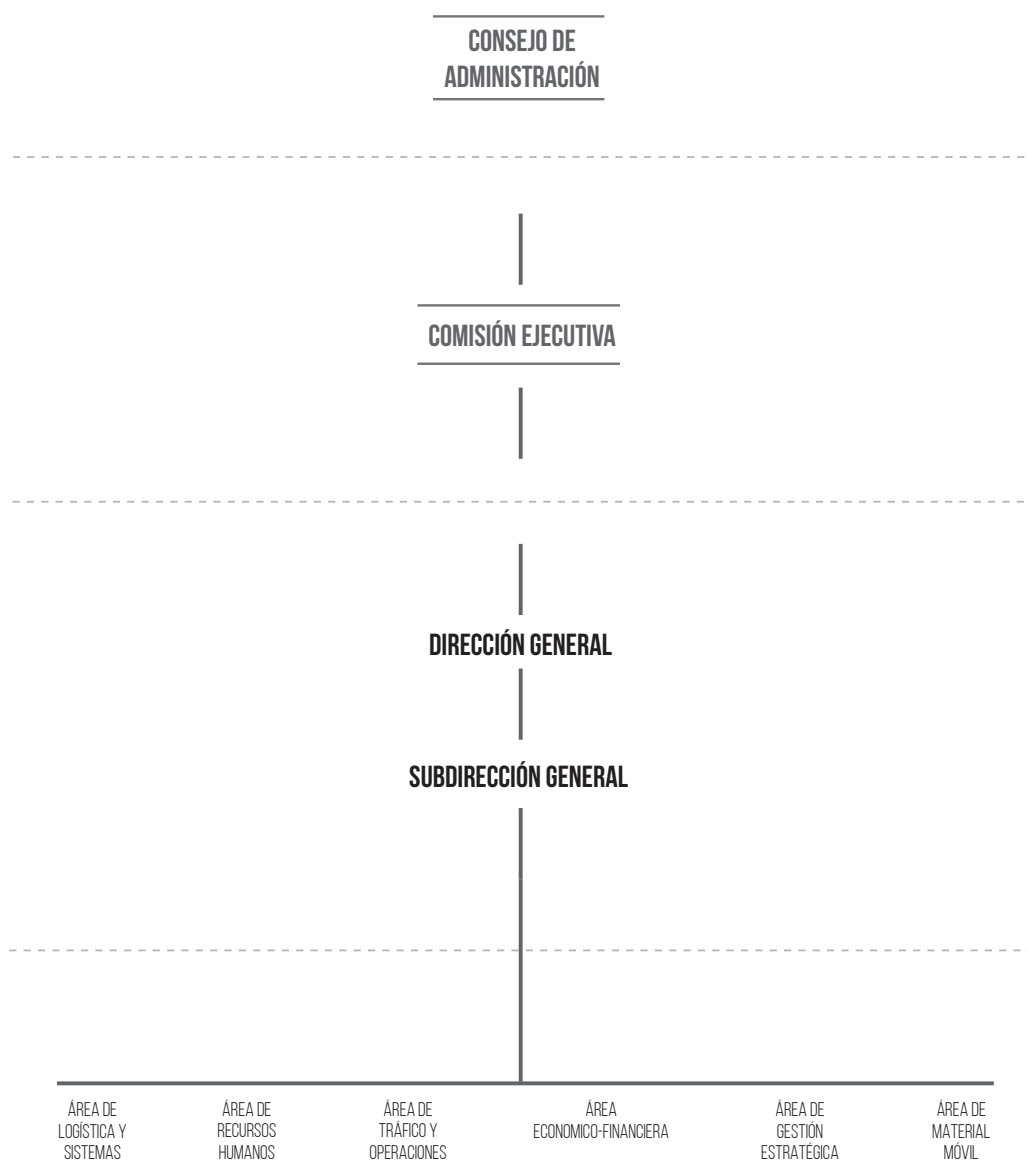 CONSEJO DE
ADMINISTRACIÓN
COMISIÓN EJECUTIVA
DIRECCIÓN GENERAL
SUBDIRECCIÓN GENERAL
ÁREA DE
LOGÍSTICA Y
SISTEMAS
ÁREA DE
RECURSOS
HUMANOS
ÁREA DE
TRÁFICO Y
OPERACIONES
ÁREA
ECONOMICO-FINANCIERA
ÁREA DE
GESTIÓN
ESTRATÉGICA
ÁREA DE
MATERIAL
MÓVIL